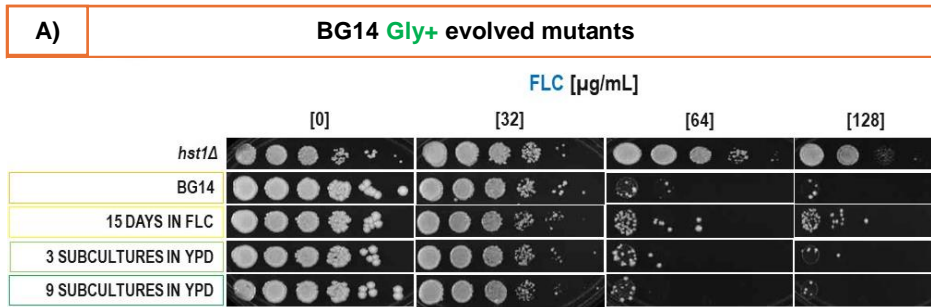 A) BG14 Gly+ evolved mutants
FLC [µg/mL]
[0] [32] [64] [128]
hst1Δ
BG14
15 DAYS IN FLC
3 SUBCULTURES IN YPD
9 SUBCULTURES IN YPD